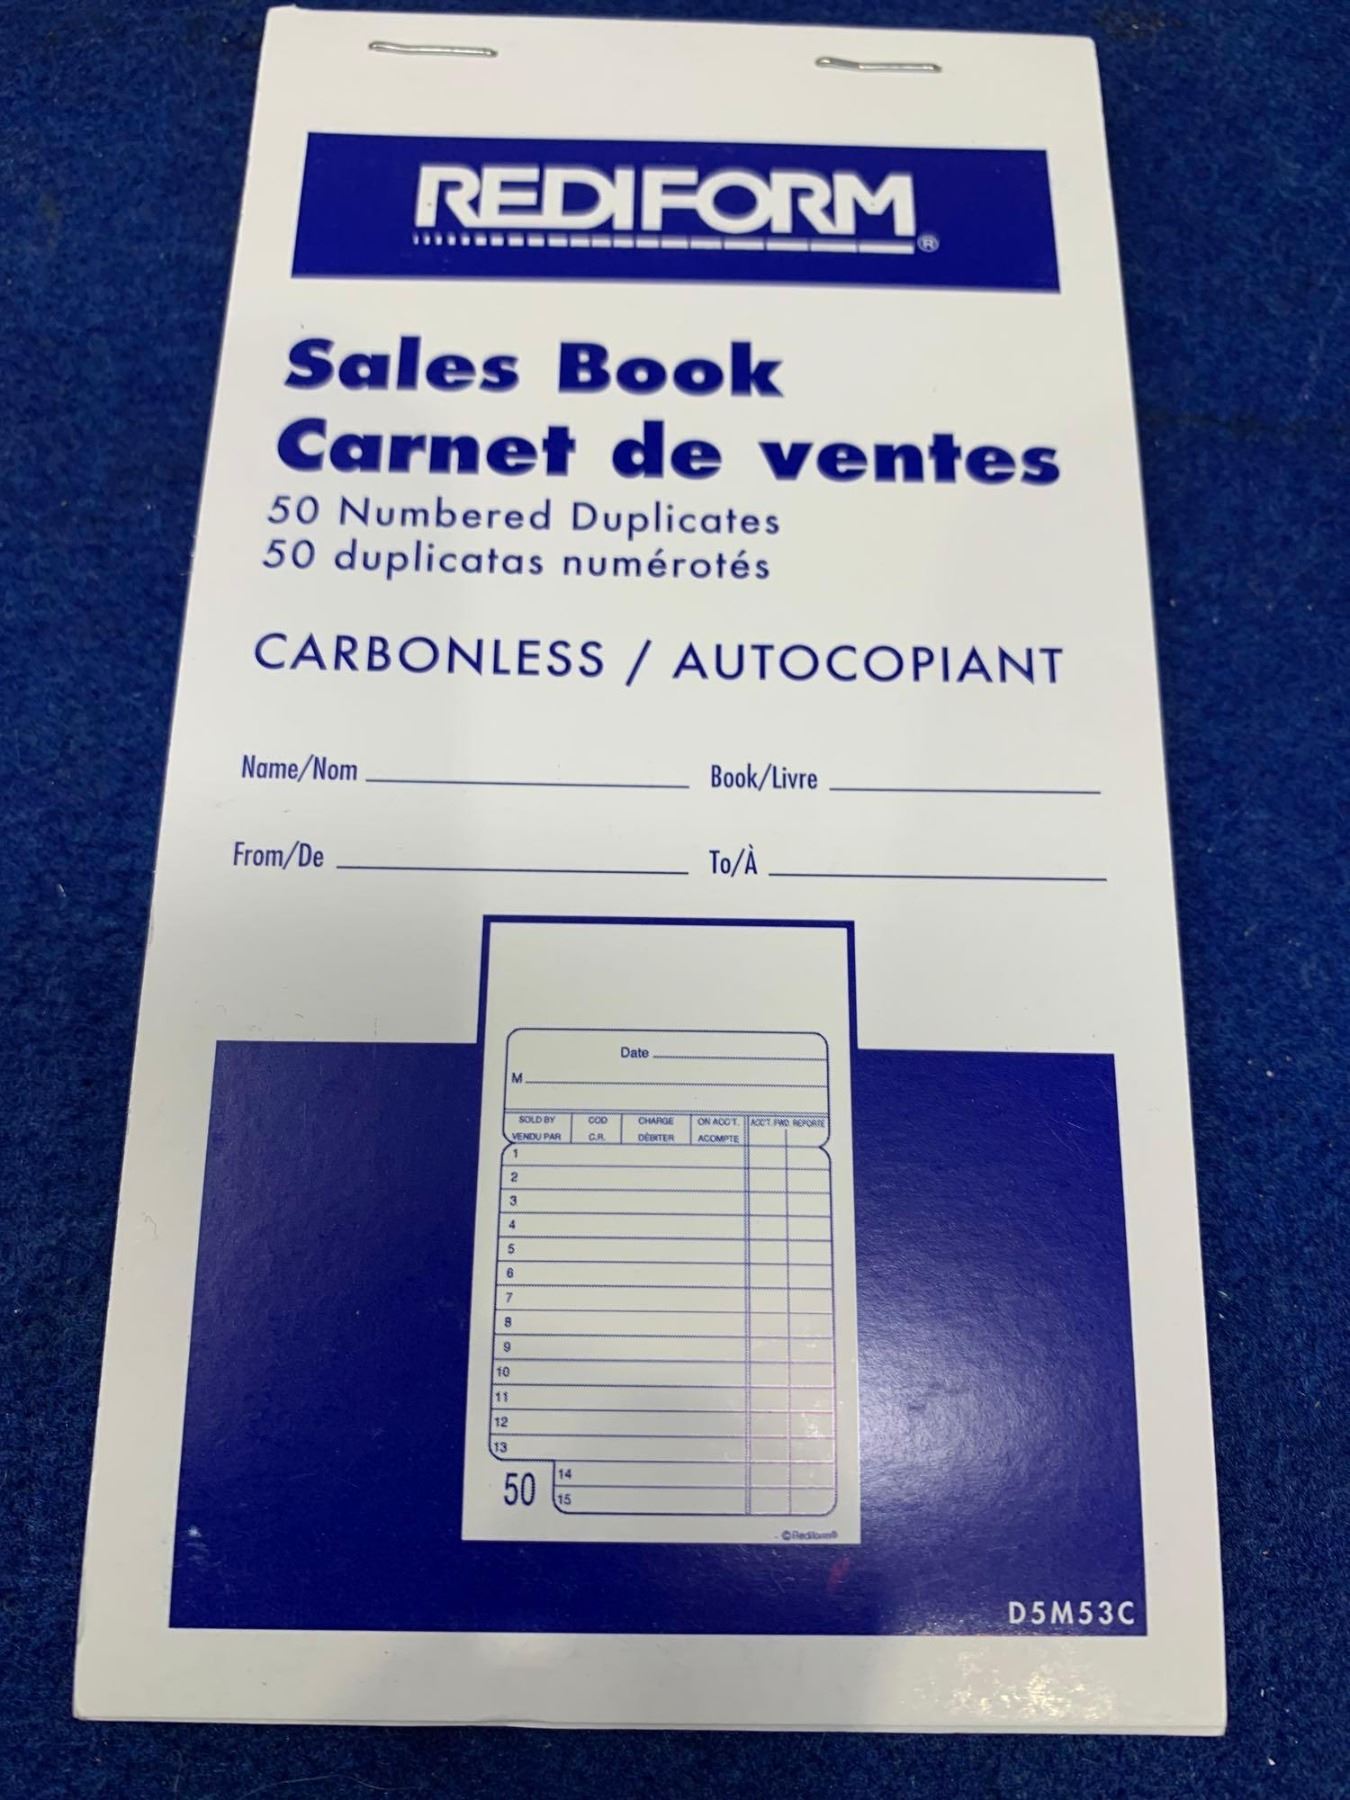 REDIFORM®
Sales Book
Carnet de ventes
50 Numbered Duplicates
50 duplicatas numérotés
CARBONLESS / AUTOCOPIANT
Name/Nom Book/Livre
From/De To/À
Date
M
SOLD BY COD CHARGE ON ACC'T. ACC'T. FWD. REPORTÉ
VENDU PAR C.R. DÉBITER ACOMPTE
1
2
3
4
5
6
7
8
9
10
11
12
13
50 14
15
©Rediform®
D5M53C